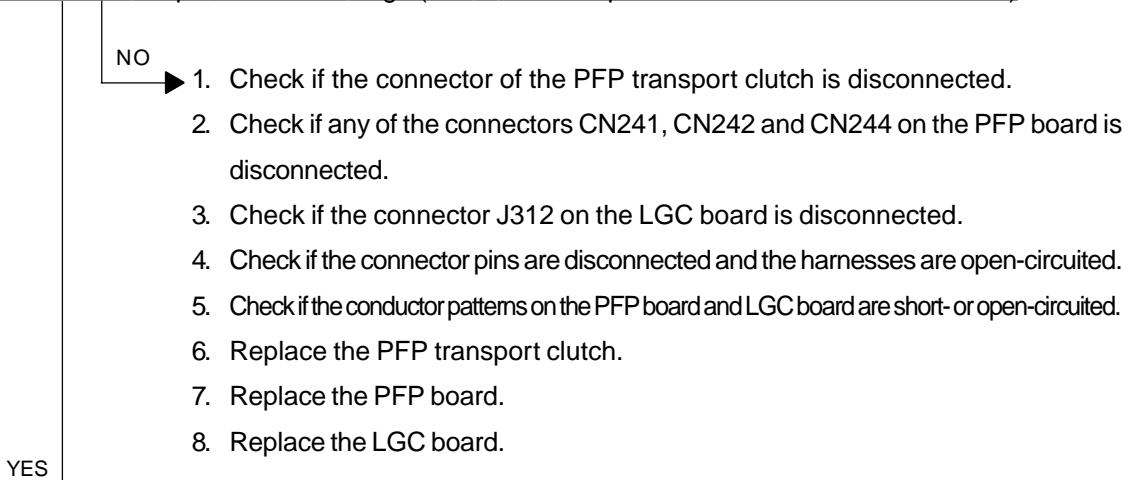 NO
1. Check if the connector of the PFP transport clutch is disconnected.
2. Check if any of the connectors CN241, CN242 and CN244 on the PFP board is
disconnected.
3. Check if the connector J312 on the LGC board is disconnected.
4. Check if the connector pins are disconnected and the harnesses are open-circuited.
5. Check if the conductor patterns on the PFP board and LGC board are short- or open-circuited.
6. Replace the PFP transport clutch.
7. Replace the PFP board.
8. Replace the LGC board.
YES